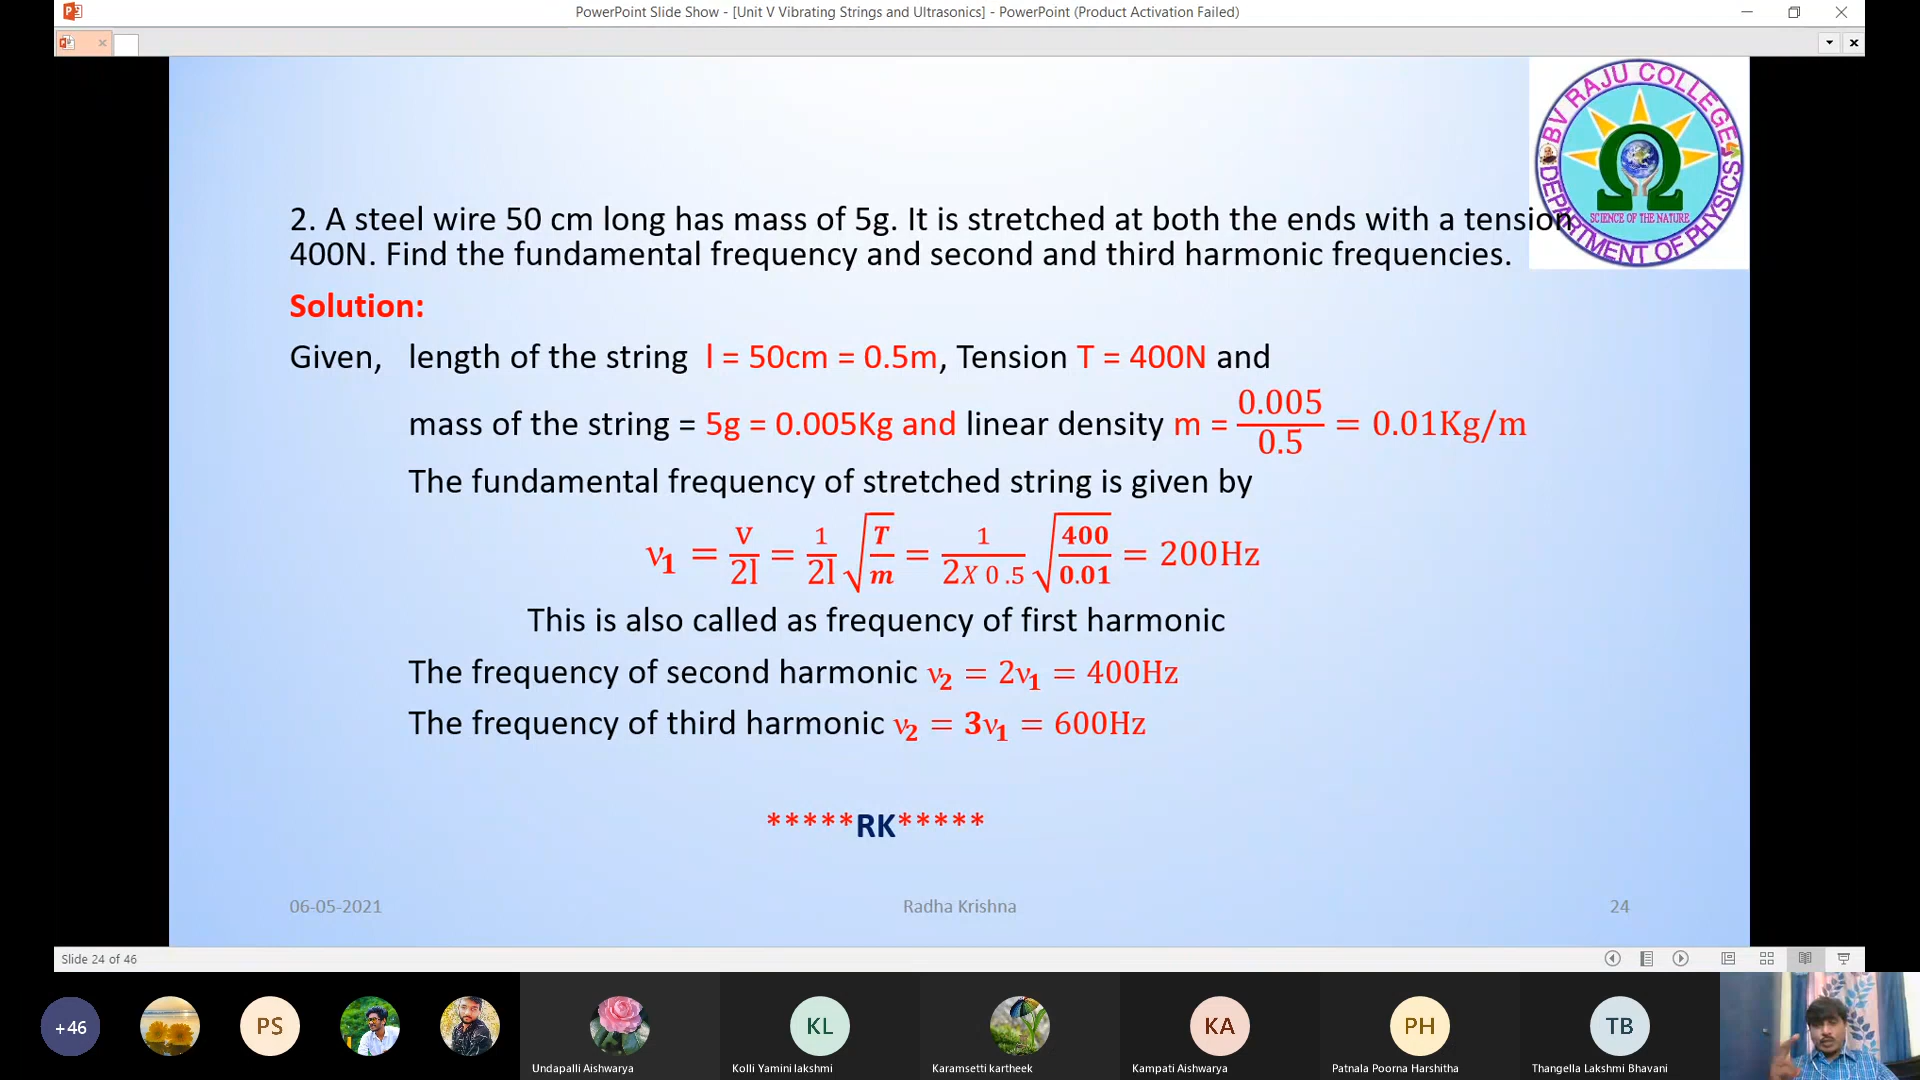 PowerPoint Slide Show - [Unit V Vibrating Strings and Ultrasonics] - PowerPoint (Product Activation Failed)
BV RAJU COLLEGE
DEPARTMENT OF PHYSICS
SCIENCE OF THE NATURE
2. A steel wire 50 cm long has mass of 5g. It is stretched at both the ends with a tension
400N. Find the fundamental frequency and second and third harmonic frequencies.
Solution:
Given, length of the string l = 50cm = 0.5m, Tension T = 400N and
mass of the string = 5g = 0.005Kg and linear density m = 0.005/0.5 = 0.01Kg/m
The fundamental frequency of stretched string is given by
ν₁ = v/2l = 1/2l √(T/m) = 1/(2X 0 .5) √(400/0.01) = 200Hz
This is also called as frequency of first harmonic
The frequency of second harmonic ν₂ = 2ν₁ = 400Hz
The frequency of third harmonic ν₂ = 3ν₁ = 600Hz
*****RK*****
06-05-2021 Radha Krishna 24
Slide 24 of 46
+46 PS KL KA PH TB
Undapalli Aishwarya Kolli Yamini lakshmi Karamsetti kartheek Kampati Aishwarya Patnala Poorna Harshitha Thangella Lakshmi Bhavani